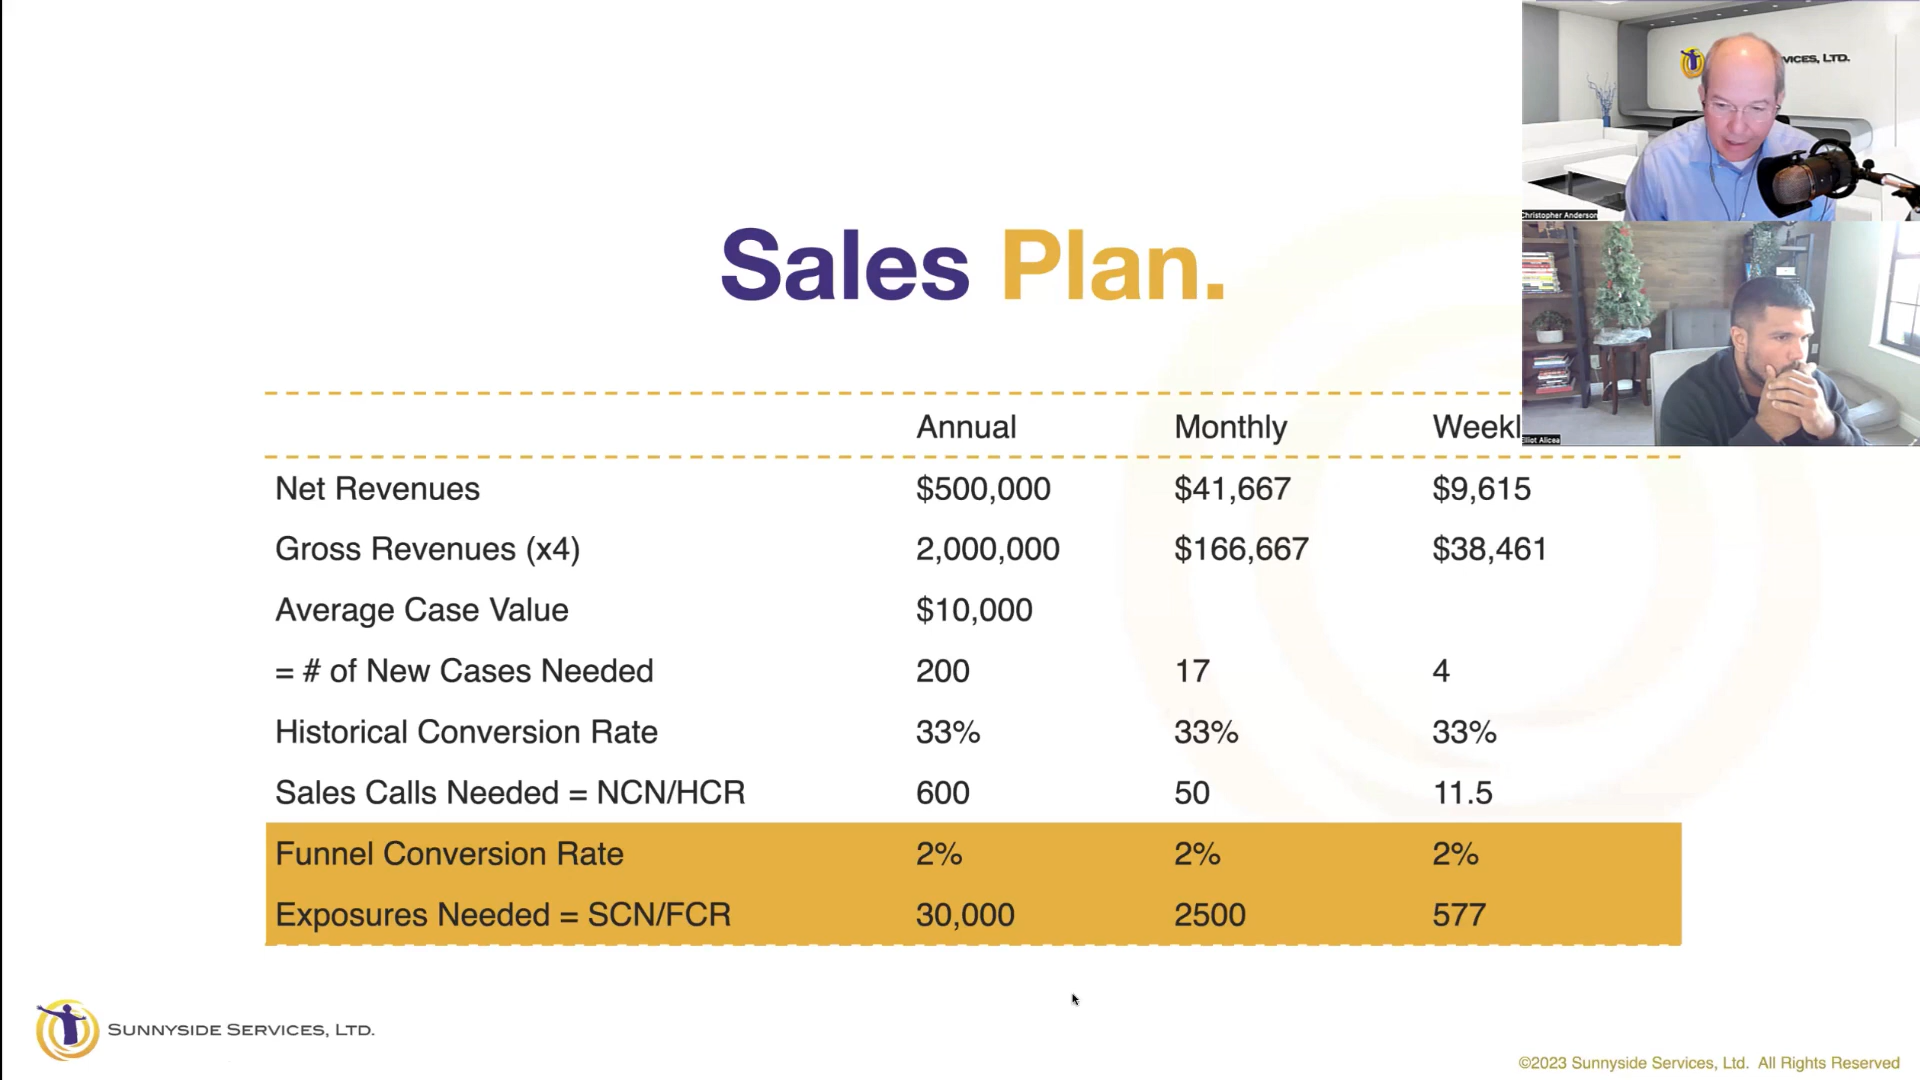 VICES, LTD.
Christopher Anderson
Elliot Alicea
Sales Plan.
Annual Monthly Weekl
Net Revenues $500,000 $41,667 $9,615
Gross Revenues (x4) 2,000,000 $166,667 $38,461
Average Case Value $10,000
= # of New Cases Needed 200 17 4
Historical Conversion Rate 33% 33% 33%
Sales Calls Needed = NCN/HCR 600 50 11.5
Funnel Conversion Rate 2% 2% 2%
Exposures Needed = SCN/FCR 30,000 2500 577
SUNNYSIDE SERVICES, LTD.
©2023 Sunnyside Services, Ltd. All Rights Reserved